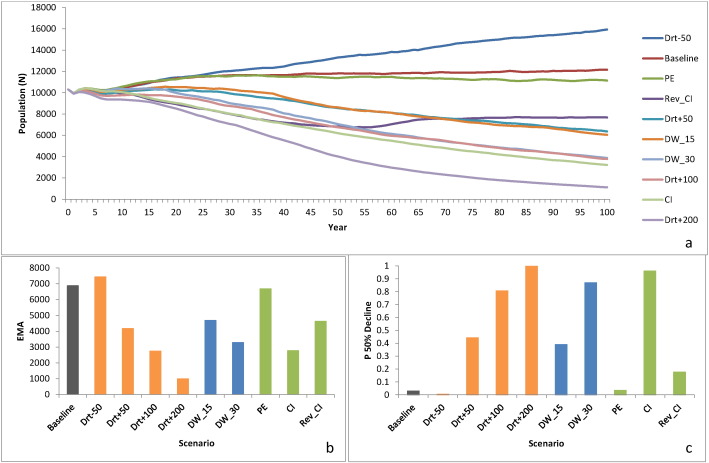 18000
16000
14000
12000
10000
8000
6000
4000
2000
0
Population (N)
0 5 10 15 20 25 30 35 40 45 50 55 60 65 70 75 80 85 90 95 100
Year
Drt-50
Baseline
PE
Rev_CI
Drt+50
DW_15
DW_30
Drt+100
CI
Drt+200
a
8000
7000
6000
5000
4000
3000
2000
1000
0
EMA
Baseline Drt-50 Drt+50 Drt+100 Drt+200 DW_15 DW_30 PE CI Rev_CI
Scenario
b
1
0.9
0.8
0.7
0.6
0.5
0.4
0.3
0.2
0.1
0
P 50% Decline
Baseline Drt-50 Drt+50 Drt+100 Drt+200 DW_15 DW_30 PE CI Rev_CI
Scenario
c